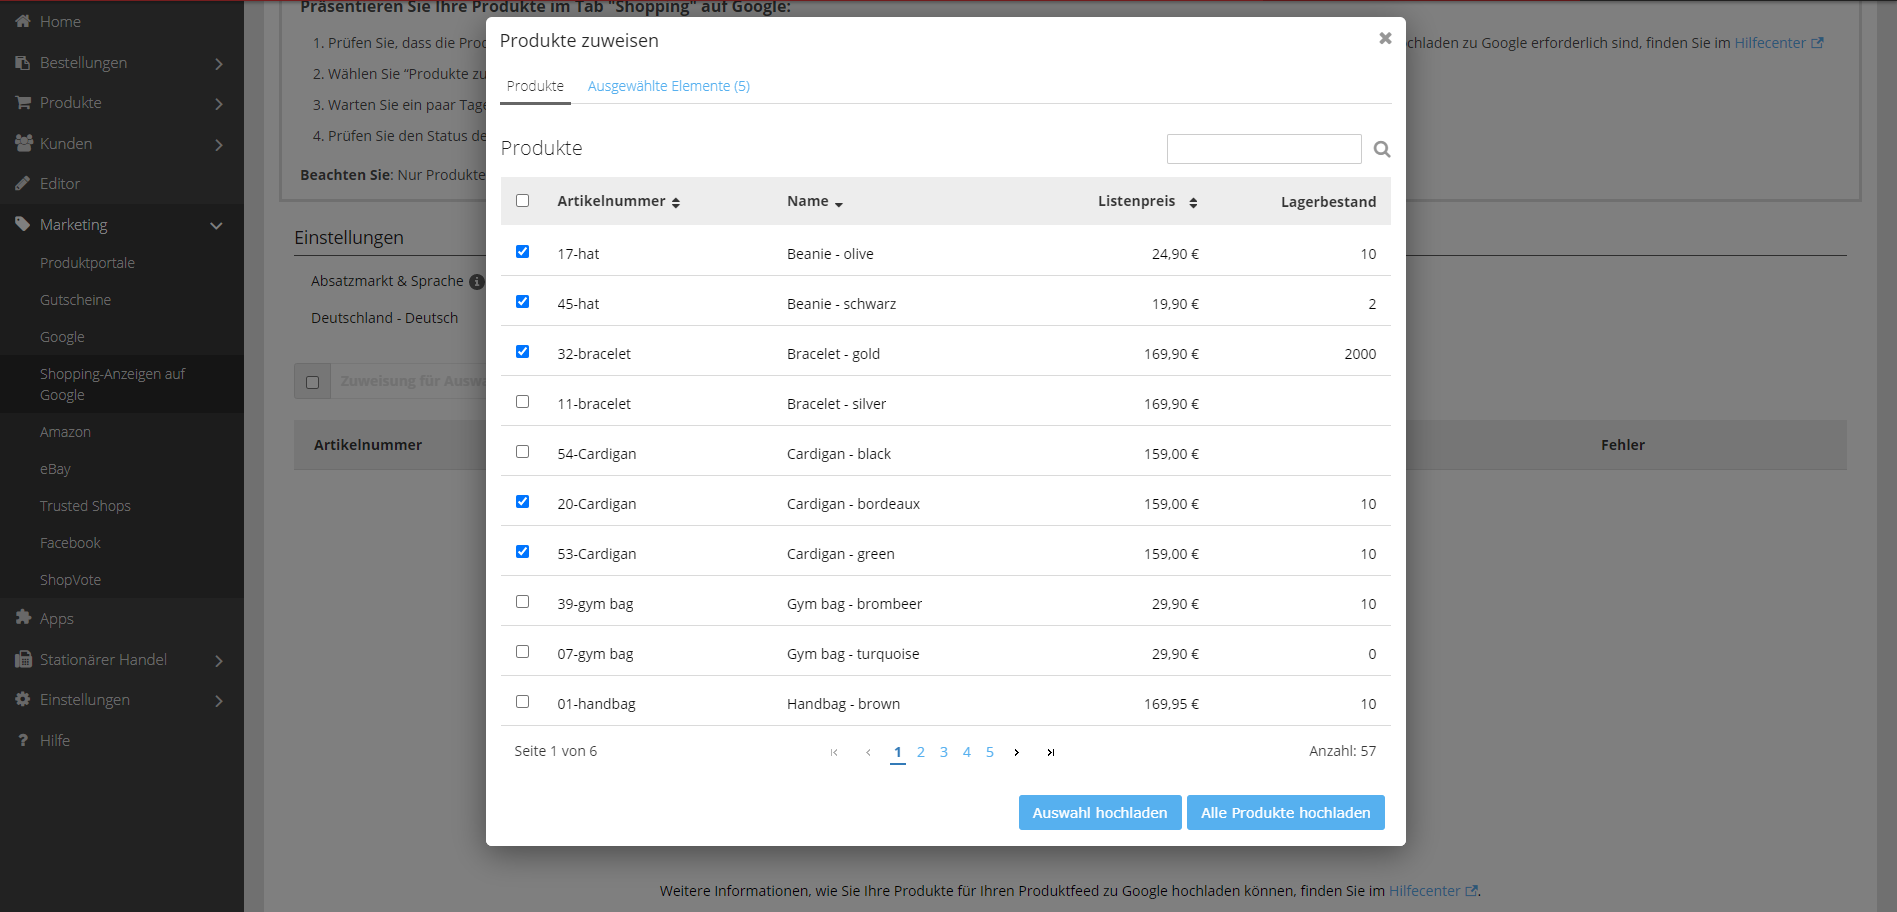 Home
Bestellungen
Produkte
Kunden
Editor
Marketing
Produktportale
Gutscheine
Google
Shopping-Anzeigen auf
Google
Amazon
eBay
Trusted Shops
Facebook
ShopVote
Apps
Stationärer Handel
Einstellungen
Hilfe
Präsentieren Sie Ihre Produkte im Tab "Shopping" auf Google:
1. Prüfen Sie, dass die Proc
chladen zu Google erforderlich sind, finden Sie im Hilfecenter
2. Wählen Sie “Produkte zu
3. Warten Sie ein paar Tage
4. Prüfen Sie den Status de
Beachten Sie: Nur Produkte
Einstellungen
Absatzmarkt & Sprache
Deutschland - Deutsch
Zuweisung für Auswa
Artikelnummer
Fehler
Produkte zuweisen
Produkte Ausgewählte Elemente (5)
Produkte
Artikelnummer Name Listenpreis Lagerbestand
17-hat Beanie - olive 24,90 € 10
45-hat Beanie - schwarz 19,90 € 2
32-bracelet Bracelet - gold 169,90 € 2000
11-bracelet Bracelet - silver 169,90 €
54-Cardigan Cardigan - black 159,00 €
20-Cardigan Cardigan - bordeaux 159,00 € 10
53-Cardigan Cardigan - green 159,00 € 10
39-gym bag Gym bag - brombeer 29,90 € 10
07-gym bag Gym bag - turquoise 29,90 € 0
01-handbag Handbag - brown 169,95 € 10
Seite 1 von 6 1 2 3 4 5 Anzahl: 57
Auswahl hochladen Alle Produkte hochladen
Weitere Informationen, wie Sie Ihre Produkte für Ihren Produktfeed zu Google hochladen können, finden Sie im Hilfecenter.